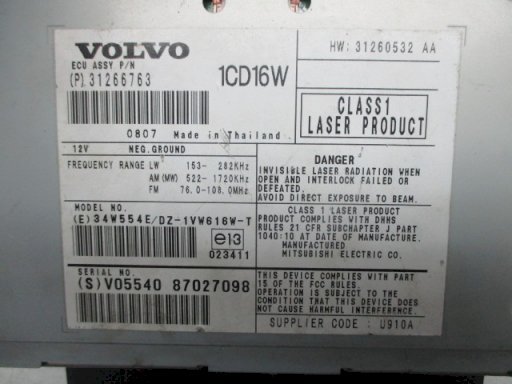 VOLVO
HW: 31260532 AA
ECU ASSY P/N
(P) 31266763
1CD16W
CLASS1
LASER PRODUCT
0807 Made in Thailand
12V NEG.GROUND
FREQUENCY RANGE LW 153- 282KHz
AM (MW) 522- 1720KHz
FM 76.0-108.0MHz
DANGER
INVISIBLE LASER RADIATION WHEN
OPEN AND INTERLOCK FAILED OR
DEFEATED.
AVOID DIRECT EXPOSURE TO BEAM.
MODEL NO.
(E) 34W554E/DZ-1VW616W-T
e13
023411
CLASS 1 LASER PRODUCT
PRODUCT COMPLIES WITH DHHS
RULES 21 CFR SUBCHAPTER J PART
1040:10 AT DATE OF MANUFACTURE.
MANUFACTURED
MITSUBISHI ELECTRIC Co.
SERIAL NO.
(S) V05540 87027098
THIS DEVICE COMPLIES WITH PART
15 OF THE FCC RULES.
OPERATION IS SUBJECT TO THE
CONDITION THAT THIS DEVICE DOES
NOT CAUSE HARMFUL INTERFERENCE.
SUPPLIER CODE : U910A